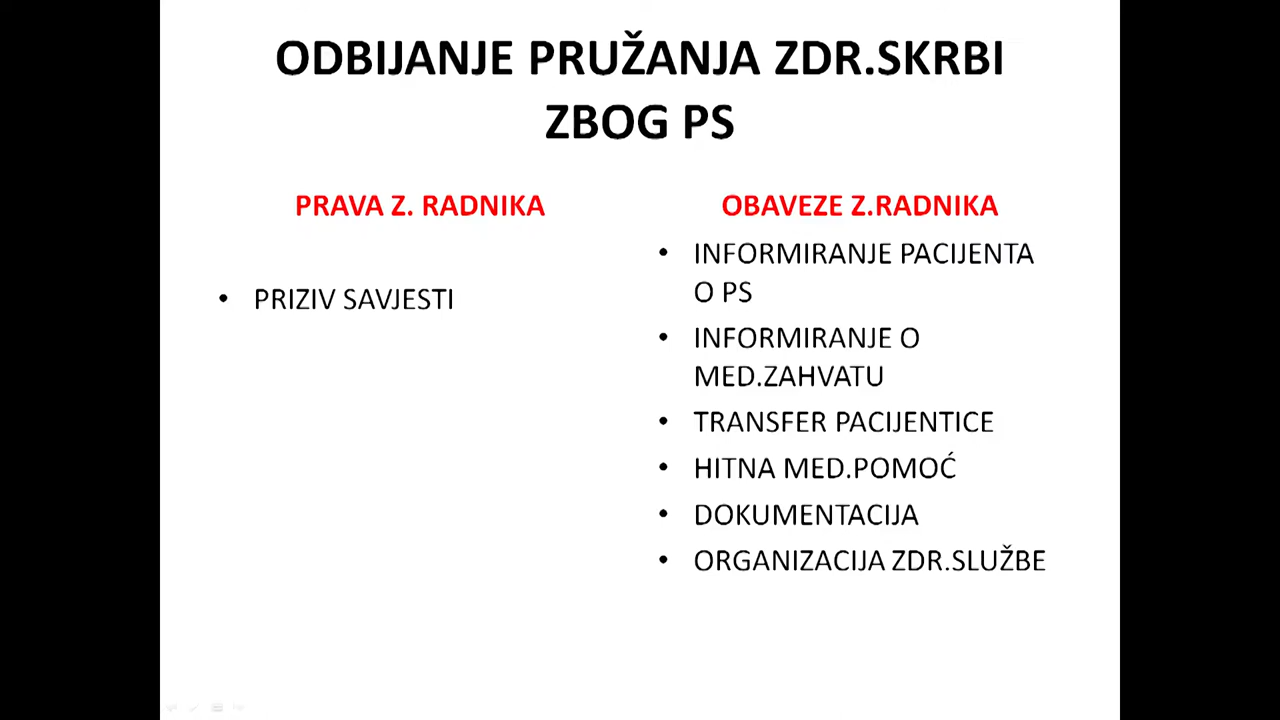 ODBIJANJE PRUŽANJA ZDR.SKRBI
ZBOG PS
PRAVA Z. RADNIKA
• PRIZIV SAVJESTI
OBAVEZE Z.RADNIKA
• INFORMIRANJE PACIJENTA
O PS
• INFORMIRANJE O
MED.ZAHVATU
• TRANSFER PACIJENTICE
• HITNA MED.POMOĆ
• DOKUMENTACIJA
• ORGANIZACIJA ZDR.SLUŽBE